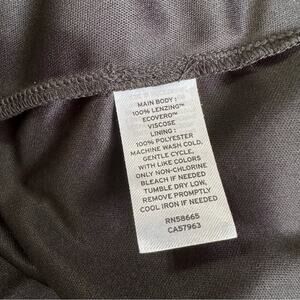 MAIN BODY :
100% LENZING™
ECOVERO™
VISCOSE
LINING :
100% POLYESTER
MACHINE WASH COLD,
GENTLE CYCLE,
WITH LIKE COLORS
ONLY NON-CHLORINE
BLEACH IF NEEDED
TUMBLE DRY LOW,
REMOVE PROMPTLY
COOL IRON IF NEEDED
RN58665
CA57963